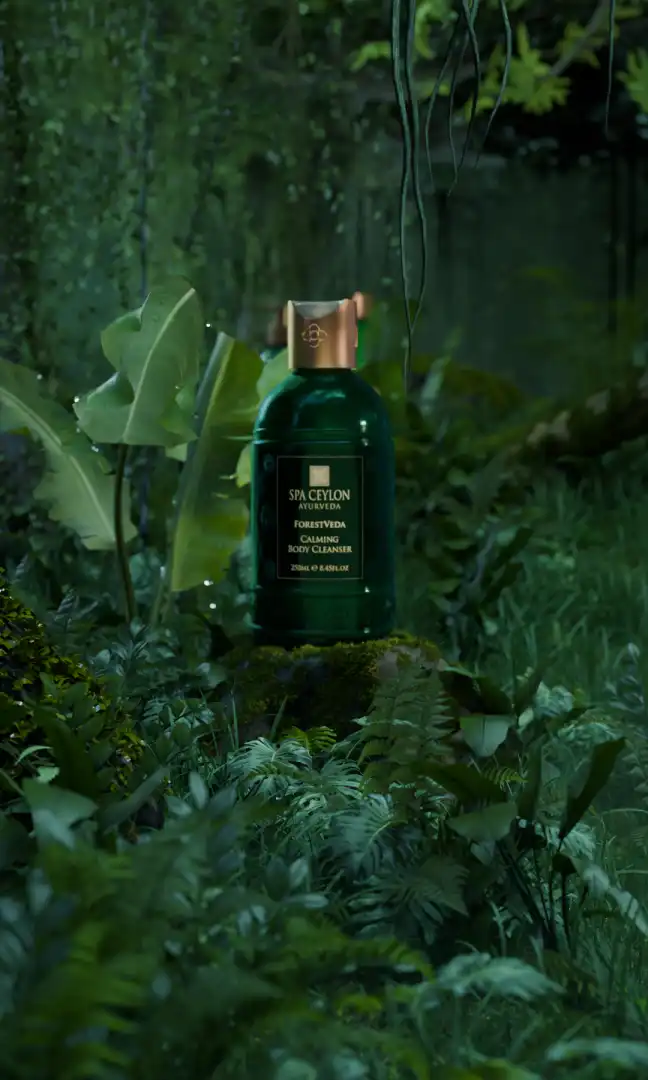 SPA CEYLON
AYURVEDA
FORESTVEDA
CALMING
BODY CLEANSER
250ML ℮ 8.45FL.OZ